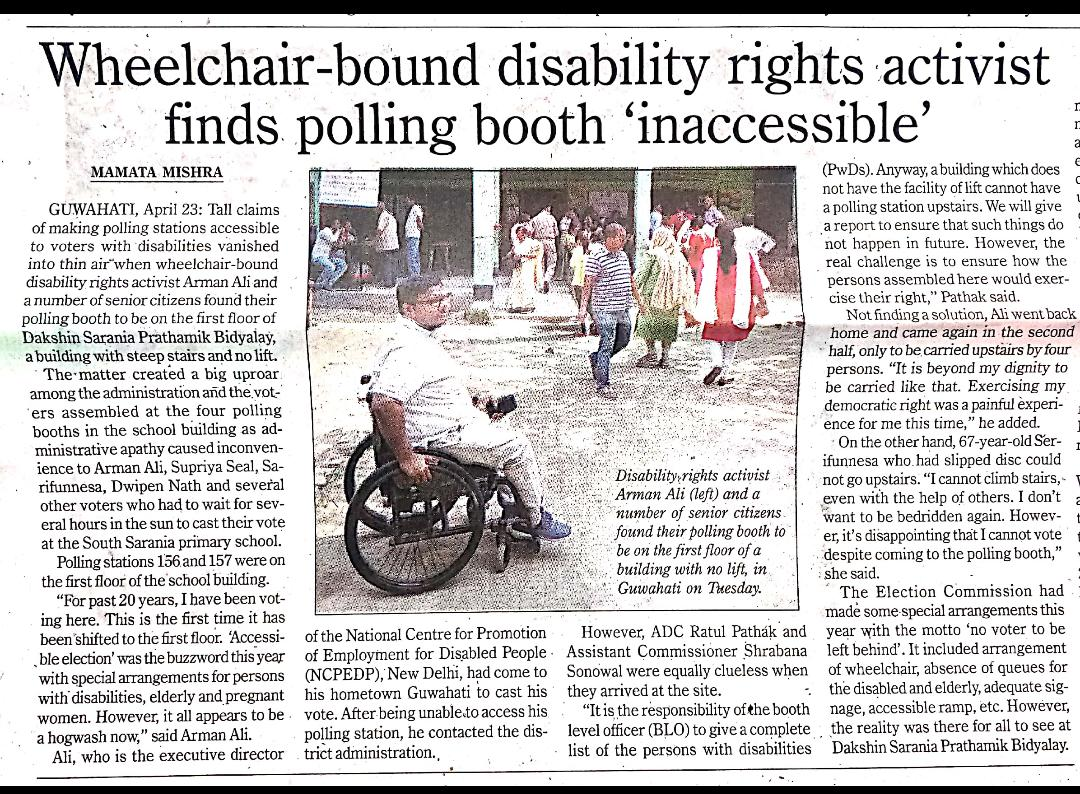 Wheelchair-bound disability rights activist
finds polling booth ‘inaccessible’
MAMATA MISHRA
GUWAHATI, April 23: Tall claims
of making polling stations accessible
to voters with disabilities vanished
into thin air when wheelchair-bound
disability rights activist Arman Ali and
a number of senior citizens found their
polling booth to be on the first floor of
Dakshin Sarania Prathamik Bidyalay,
a building with steep stairs and no lift.
The matter created a big uproar
among the administration and the vot-
ers assembled at the four polling
booths in the school building as ad-
ministrative apathy caused inconven-
ience to Arman Ali, Supriya Seal, Sa-
rifunnesa, Dwipen Nath and several
other voters who had to wait for sev-
eral hours in the sun to cast their vote
at the South Sarania primary school.
Polling stations 156 and 157 were on
the first floor of the school building.
“For past 20 years, I have been vot-
ing here. This is the first time it has
been shifted to the first floor. ‘Accessi-
ble election’ was the buzzword this year
with special arrangements for persons
with disabilities, elderly and pregnant
women. However, it all appears to be
a hogwash now,” said Arman Ali.
Ali, who is the executive director
Disability rights activist
Arman Ali (left) and a
number of senior citizens
found their polling booth to
be on the first floor of a
building with no lift, in
Guwahati on Tuesday.
of the National Centre for Promotion
of Employment for Disabled People
(NCPEDP), New Delhi, had come to
his hometown Guwahati to cast his
vote. After being unable to access his
polling station, he contacted the dis-
trict administration.
However, ADC Ratul Pathak and
Assistant Commissioner Shrabana
Sonowal were equally clueless when
they arrived at the site.
“It is the responsibility of the booth
level officer (BLO) to give a complete
list of the persons with disabilities
(PwDs). Anyway, a building which does
not have the facility of lift cannot have
a polling station upstairs. We will give
a report to ensure that such things do
not happen in future. However, the
real challenge is to ensure how the
persons assembled here would exer-
cise their right,” Pathak said.
Not finding a solution, Ali went back
home and came again in the second
half, only to be carried upstairs by four
persons. “It is beyond my dignity to
be carried like that. Exercising my
democratic right was a painful experi-
ence for me this time,” he added.
On the other hand, 67-year-old Ser-
ifunnesa who had slipped disc could
not go upstairs. “I cannot climb stairs,
even with the help of others. I don’t
want to be bedridden again. Howev-
er, it’s disappointing that I cannot vote
despite coming to the polling booth,”
she said.
The Election Commission had
made some special arrangements this
year with the motto ‘no voter to be
left behind’. It included arrangement
of wheelchair, absence of queues for
the disabled and elderly, adequate sig-
nage, accessible ramp, etc. However,
the reality was there for all to see at
Dakshin Sarania Prathamik Bidyalay.